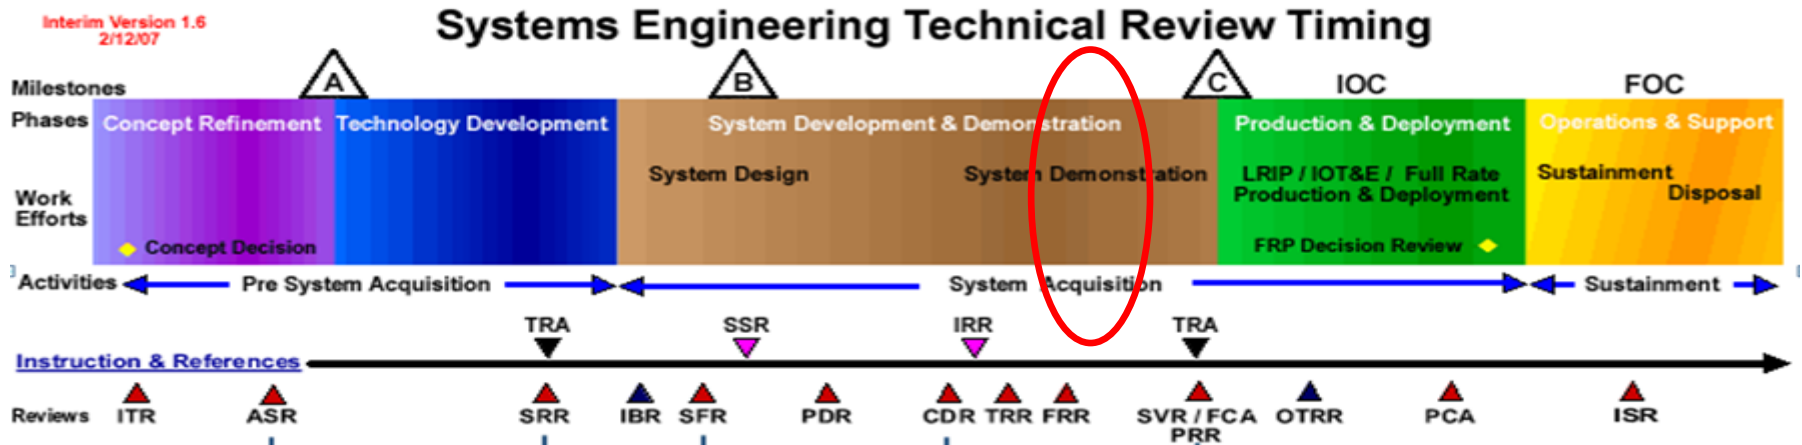 Interim Version 1.6
2/12/07
Systems Engineering Technical Review Timing
Milestones
A
B
C
IOC
FOC
Phases
Concept Refinement
Technology Development
System Development & Demonstration
Production & Deployment
Operations & Support
Work
Efforts
System Design
System Demonstration
LRIP / IOT&E / Full Rate
Production & Deployment
Sustainment
Disposal
Concept Decision
FRP Decision Review
Activities
Pre System Acquisition
System Acquisition
Sustainment
TRA
SSR
IRR
TRA
Instruction & References
Reviews
ITR
ASR
SRR
IBR
SFR
PDR
CDR
TRR
FRR
SVR / FCA
PRR
OTRR
PCA
ISR